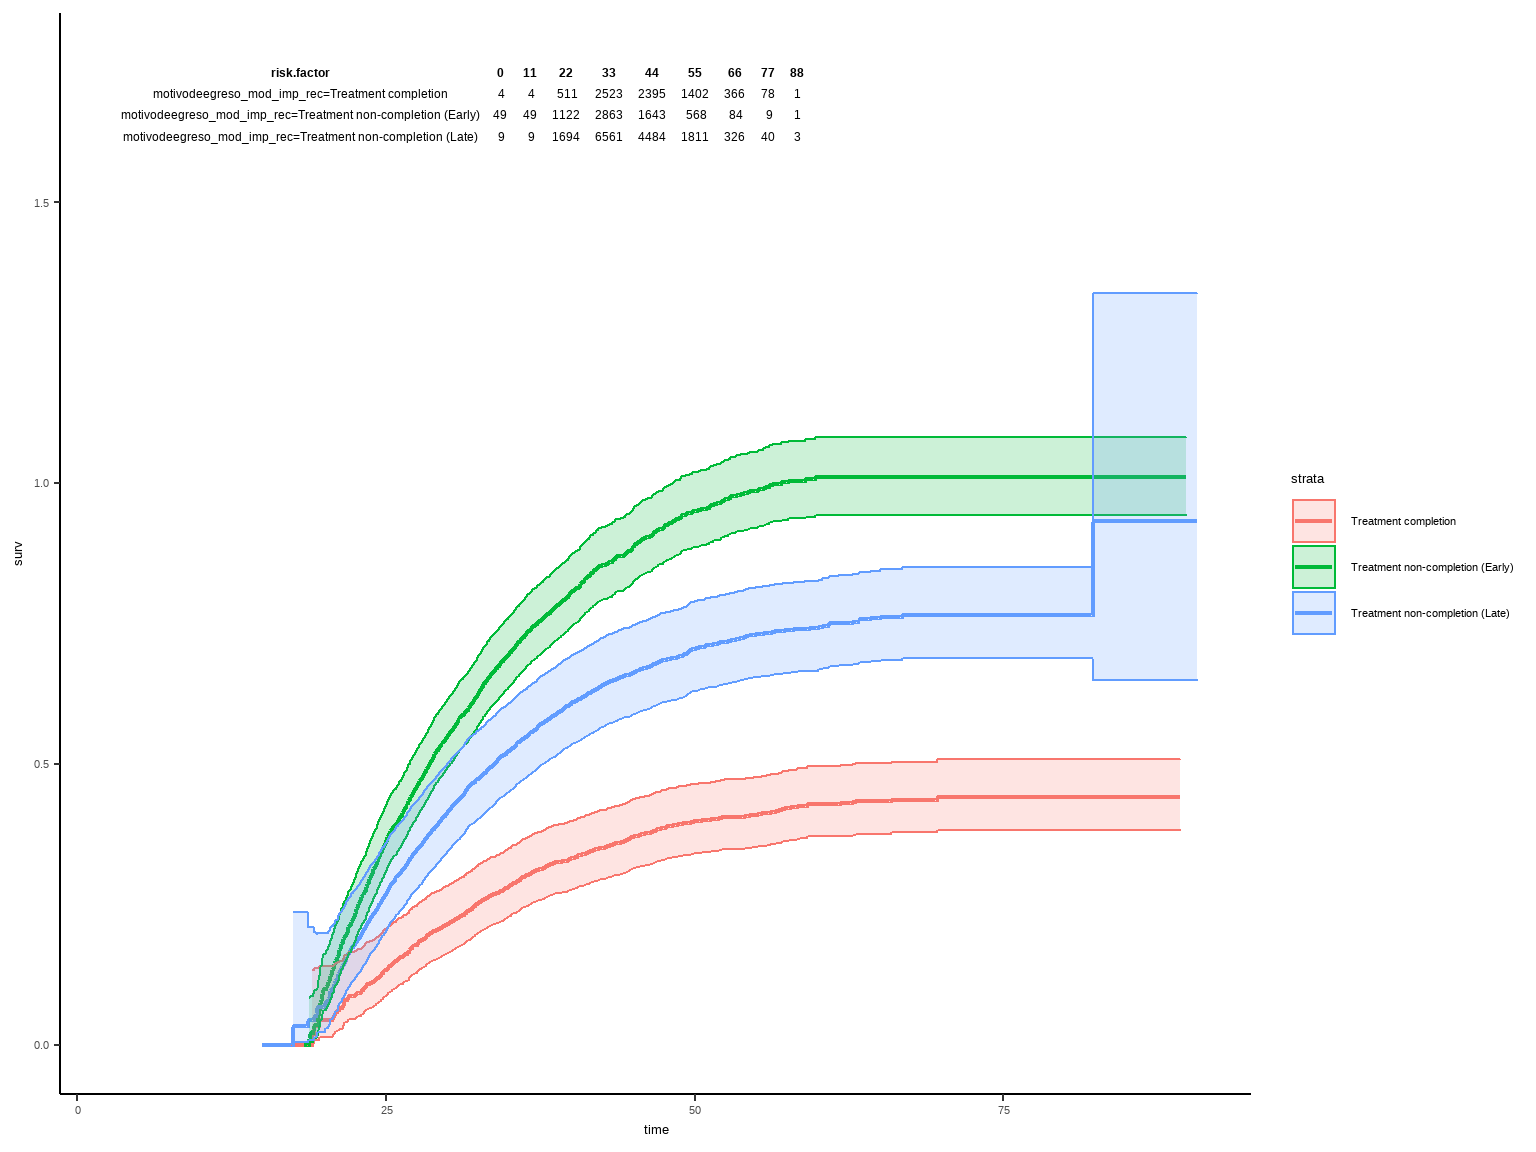 risk.factor 0 11 22 33 44 55 66 77 88
motivodeegreso_mod_imp_rec=Treatment completion 4 4 511 2523 2395 1402 366 78 1
motivodeegreso_mod_imp_rec=Treatment non-completion (Early) 49 49 1122 2863 1643 568 84 9 1
motivodeegreso_mod_imp_rec=Treatment non-completion (Late) 9 9 1694 6561 4484 1811 326 40 3
1.5
1.0
0.5
0.0
surv
0 25 50 75
time
strata
Treatment completion
Treatment non-completion (Early)
Treatment non-completion (Late)